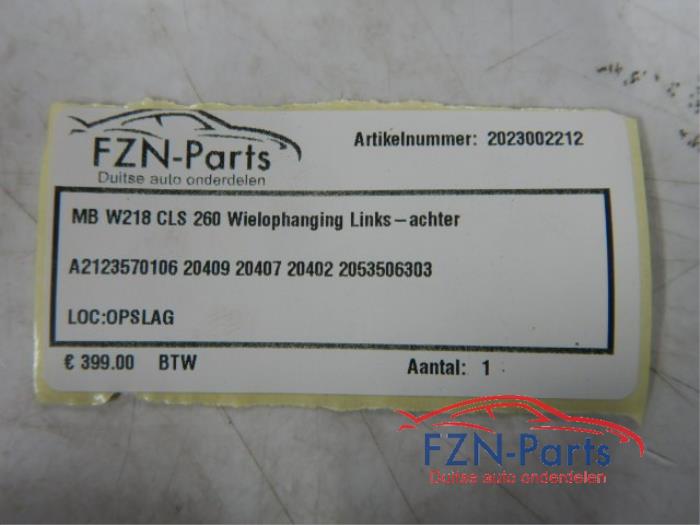 FZN-Parts
Duitse auto onderdelen
Artikelnummer: 2023002212
MB W218 CLS 260 Wielophanging Links-achter
A2123570106 20409 20407 20402 2053506303
LOC:OPSLAG
€ 399.00 BTW
Aantal: 1
FZN-Parts
Duitse auto onderdelen